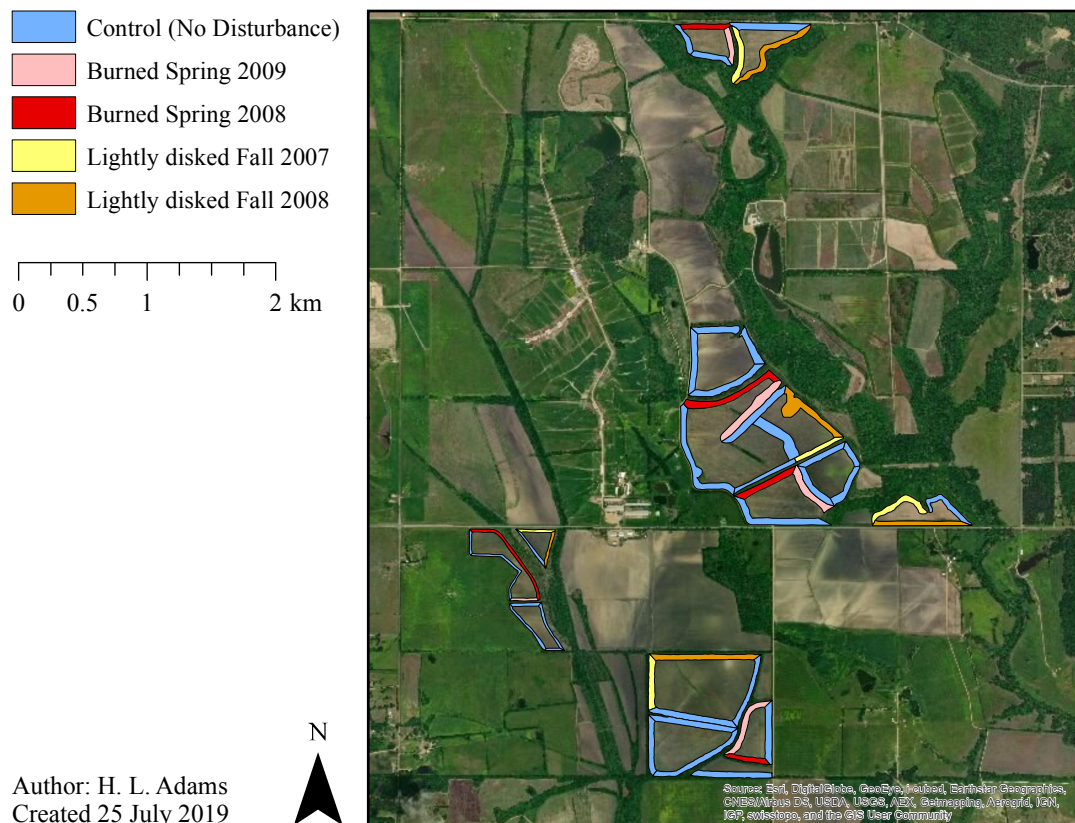 Control (No Disturbance)
Burned Spring 2009
Burned Spring 2008
Lightly disked Fall 2007
Lightly disked Fall 2008
0 0.5 1 2 km
N
Author: H. L. Adams
Created 25 July 2019
Source: Esri, DigitalGlobe, GeoEye, i-cubed, Earthstar Geographics,
CNES/Airbus DS, USDA, USGS, AEX, Getmapping, Aerogrid, IGN,
IGP, swisstopo, and the GIS User Community